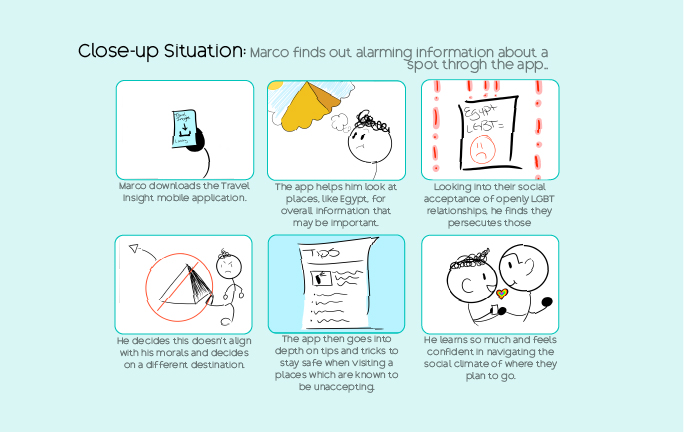 Close-up Situation: Marco finds out alarming information about a
spot throgh the app..
Egypt
LGBT =
Marco downloads the Travel
Insight mobile application.
The app helps him look at
places, like Egypt, for
overall information that
may be important.
Looking into their social
acceptance of openly LGBT
relationships, he finds they
persecutes those
TIPS
He decides this doesn't align
with his morals and decides
on a different destination.
The app then goes into
depth on tips and tricks to
stay safe when visiting a
places which are known to
be unaccepting.
He learns so much and feels
confident in navigating the
social climate of where they
plan to go.